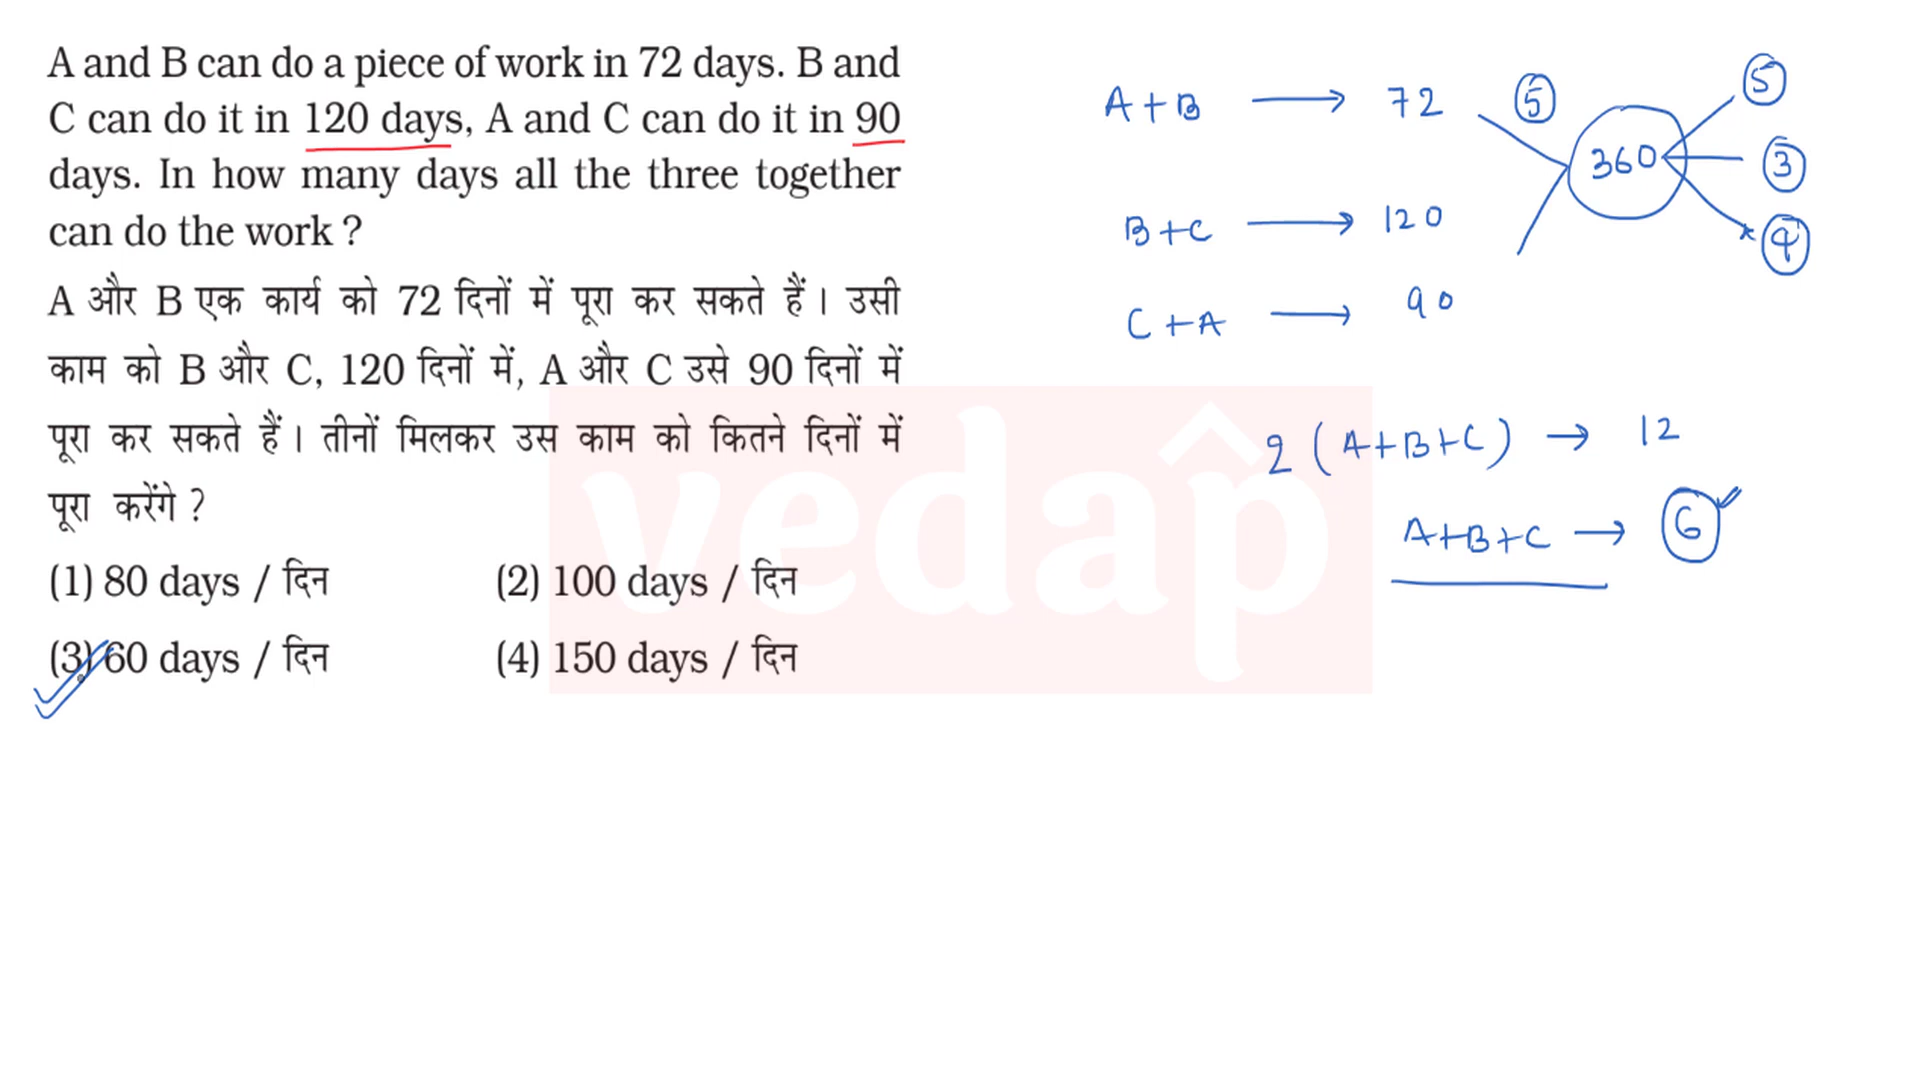 A and B can do a piece of work in 72 days. B and
C can do it in 120 days, A and C can do it in 90
days. In how many days all the three together
can do the work ?
A और B एक कार्य को 72 दिनों में पूरा कर सकते हैं। उसी
काम को B और C, 120 दिनों में, A और C उसे 90 दिनों में
पूरा कर सकते हैं। तीनों मिलकर उस काम को कितने दिनों में
पूरा करेंगे ?
(1) 80 days / दिन (2) 100 days / दिन
(3) 60 days / दिन (4) 150 days / दिन
A+B → 72 5 5
360 3
B+C → 120 4
C+A → 90
2 (A+B+C) → 12
A+B+C → 6
vedap